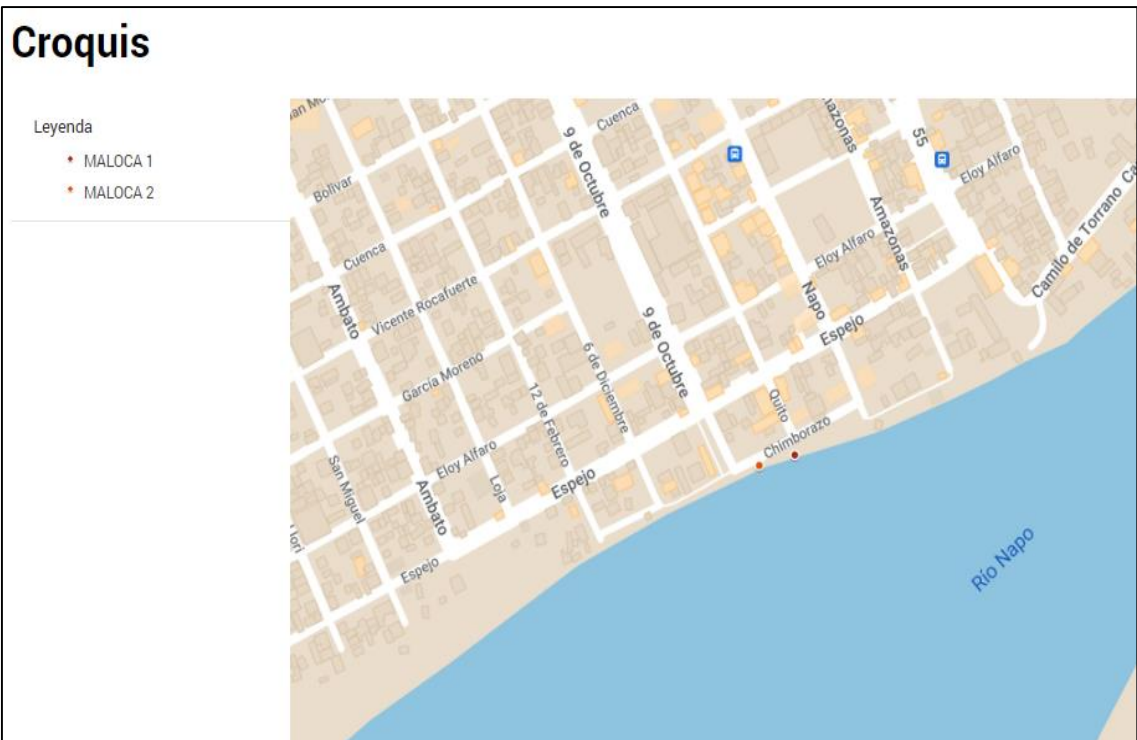 Croquis
Leyenda
MALOCA 1
MALOCA 2
Cuenca
9 de Octubre
55
Eloy Alfaro
Bolívar
Amazonas
Camilo de Torrano Ca
Cuenca
Eloy Alfaro
Ambato
Vicente Rocafuerte
Napo
Espejo
9 de Octubre
García Moreno
6 de Diciembre
12 de Febrero
Quito
Chimborazo
Eloy Alfaro
San Miguel
Ambato
Loja
Espejo
Espejo
Río Napo